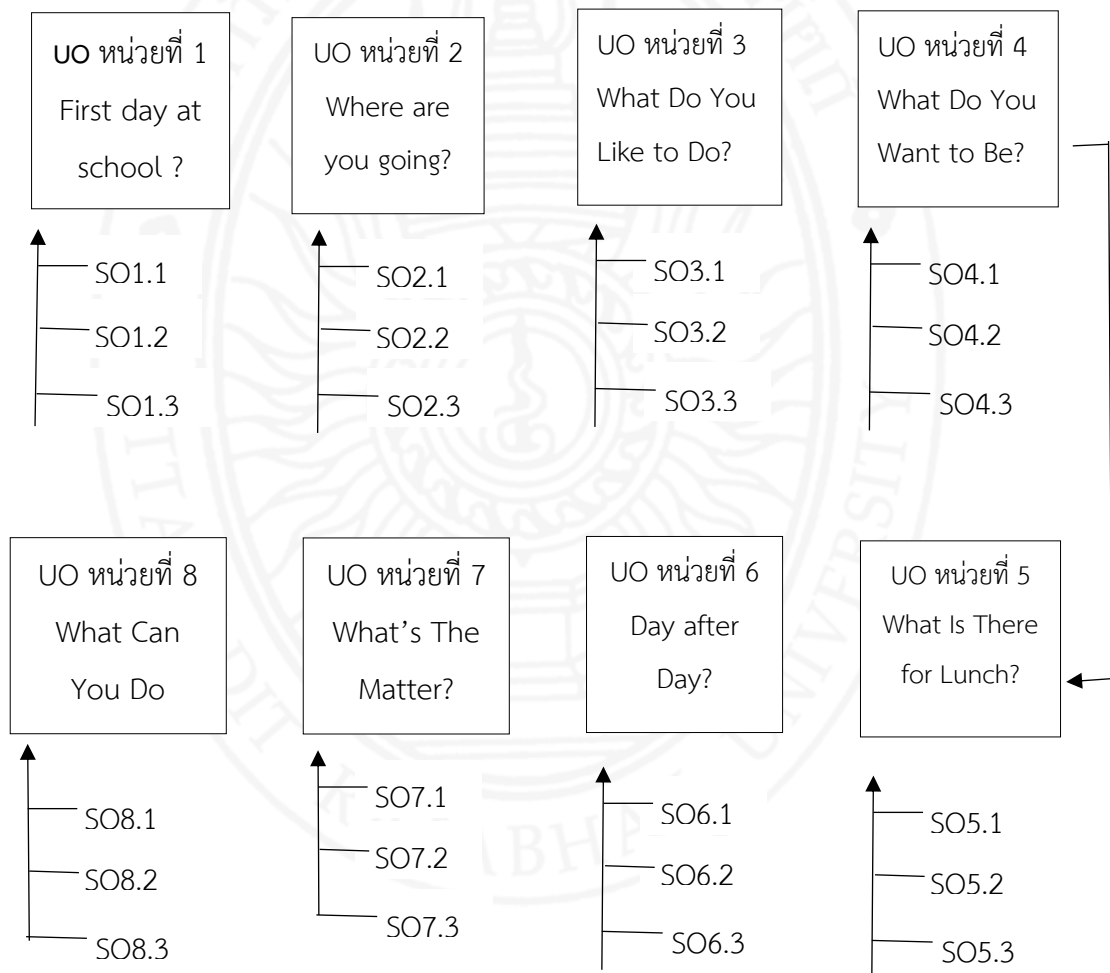 UO หน่วยที่ 1
First day at
school ?
UO หน่วยที่ 2
Where are
you going?
UO หน่วยที่ 3
What Do You
Like to Do?
UO หน่วยที่ 4
What Do You
Want to Be?
SO1.1
SO1.2
SO1.3
SO2.1
SO2.2
SO2.3
SO3.1
SO3.2
SO3.3
SO4.1
SO4.2
SO4.3
UO หน่วยที่ 8
What Can
You Do
UO หน่วยที่ 7
What’s The
Matter?
UO หน่วยที่ 6
Day after
Day?
UO หน่วยที่ 5
What Is There
for Lunch?
SO8.1
SO8.2
SO8.3
SO7.1
SO7.2
SO7.3
SO6.1
SO6.2
SO6.3
SO5.1
SO5.2
SO5.3